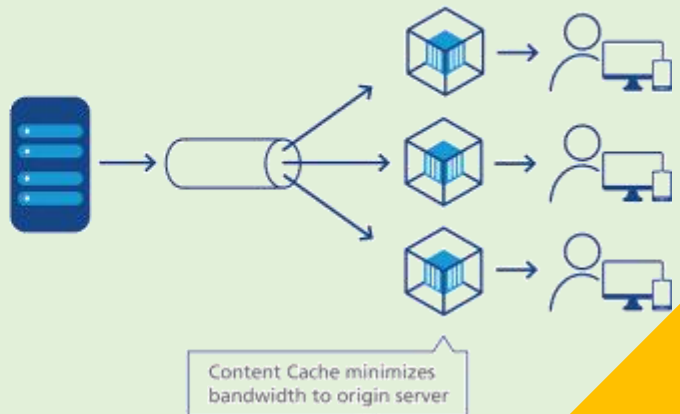 Content Cache minimizes
bandwidth to origin server